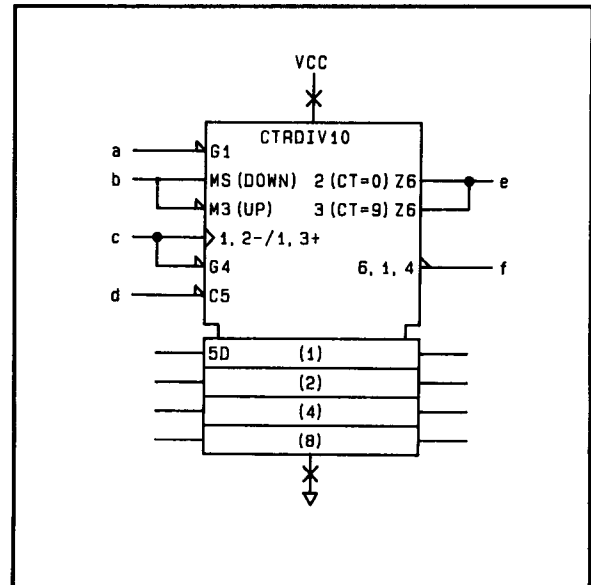 VCC
CTRDIV10
a G1
b MS (DOWN) 2 (CT=0) Z6 e
M3 (UP) 3 (CT=9) Z6
c 1, 2-/1, 3+
G4 6, 1, 4 f
d C5
5D (1)
(2)
(4)
(8)